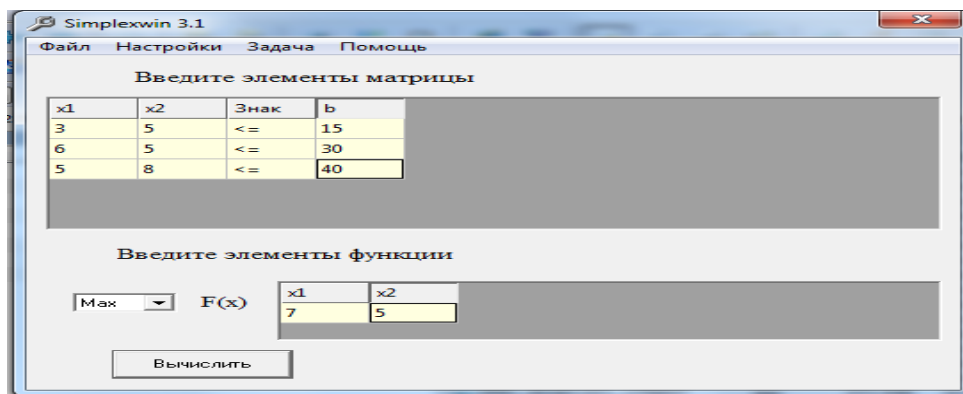 Simplexwin 3.1
Файл Настройки Задача Помощь
Введите элементы матрицы
x1 x2 Знак b
3 5 <= 15
6 5 <= 30
5 8 <= 40
Введите элементы функции
x1 x2
Max F(x) 7 5
Вычислить